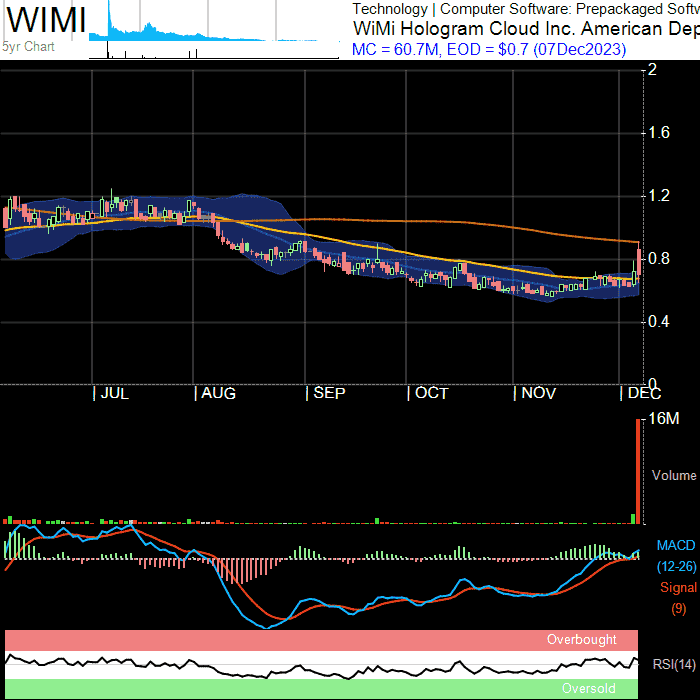 WIMI
5yr Chart
Technology | Computer Software: Prepackaged Softw
WiMi Hologram Cloud Inc. American Dep
MC = 60.7M, EOD = $0.7 (07Dec2023)
2
1.6
1.2
0.8
0.4
0
| JUL | AUG | SEP | OCT | NOV | DEC
16M
Volume
MACD
(12-26)
Signal
(9)
Overbought
RSI(14)
Oversold